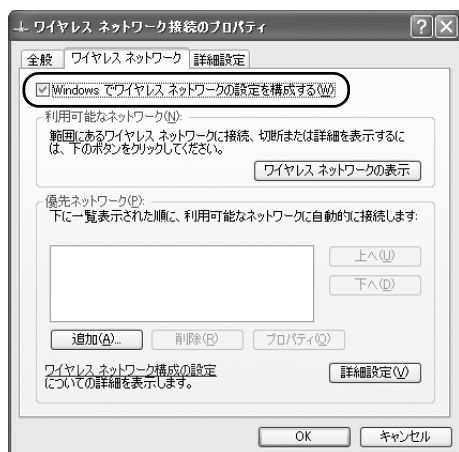 ワイヤレス ネットワーク接続のプロパティ
全般 ワイヤレス ネットワーク 詳細設定
Windows でワイヤレス ネットワークの設定を構成する(W)
利用可能なネットワーク(N):
範囲にあるワイヤレス ネットワークに接続、切断または詳細を表示するに
は、下のボタンをクリックしてください。
ワイヤレス ネットワークの表示
優先ネットワーク(P):
下に一覧表示された順に、利用可能なネットワークに自動的に接続します:
上へ(U)
下へ(D)
追加(A)... 削除(R) プロパティ(O)
ワイヤレス ネットワーク構成の設定
についての詳細を表示します。
詳細設定(V)
OK キャンセル